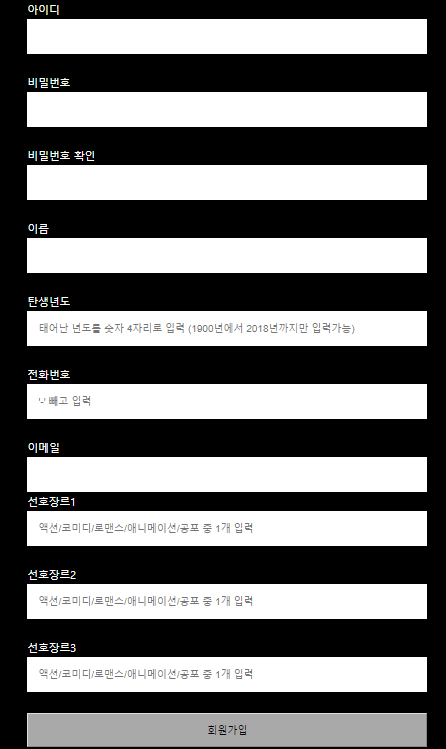 아이디
비밀번호
비밀번호 확인
이름
탄생년도
태어난 년도를 숫자 4자리로 입력 (1900년에서 2018년까지만 입력가능)
전화번호
빼고 입력
이메일
선호장르1
액션/코미디/로맨스/애니메이션/공포 중 1개 입력
선호장르2
액션/코미디/로맨스/애니메이션/공포 중 1개 입력
선호장르3
액션/코미디/로맨스/애니메이션/공포 중 1개 입력
회원가입